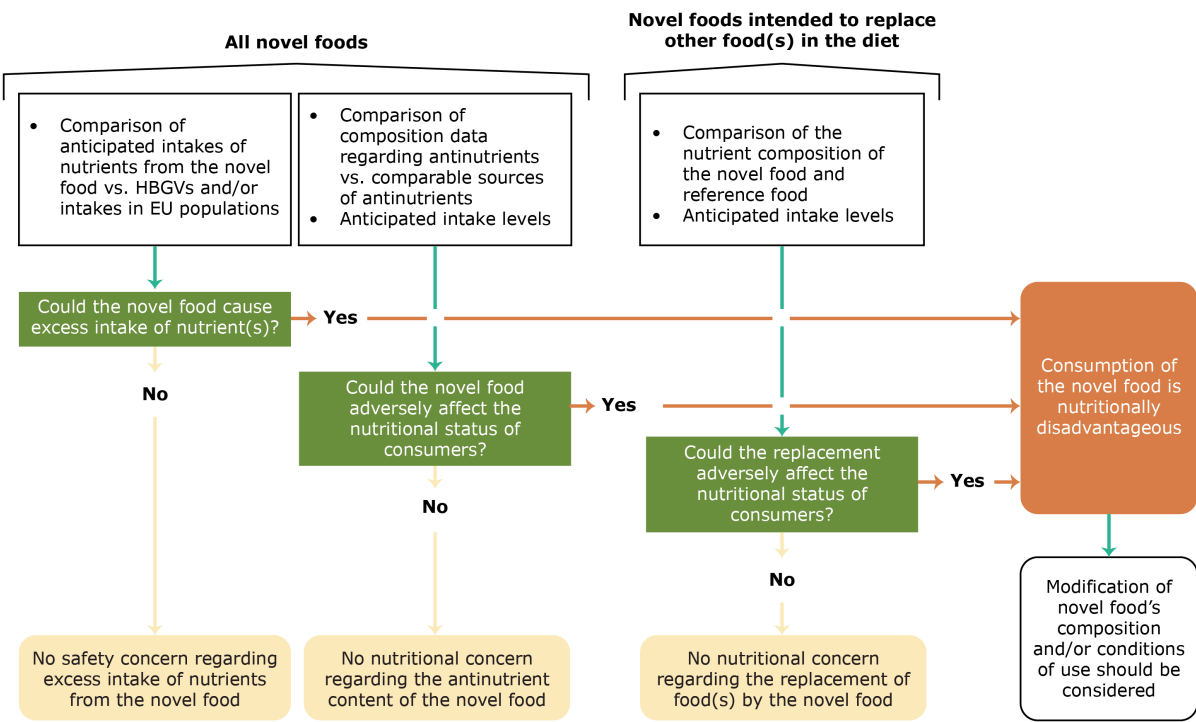 All novel foods
Novel foods intended to replace
other food(s) in the diet
• Comparison of
anticipated intakes of
nutrients from the novel
food vs. HBGVs and/or
intakes in EU populations
• Comparison of
composition data
regarding antinutrients
vs. comparable sources
of antinutrients
• Anticipated intake levels
• Comparison of the
nutrient composition of
the novel food and
reference food
• Anticipated intake levels
Could the novel food cause
excess intake of nutrient(s)?
Yes
No
Could the novel food
adversely affect the
nutritional status of
consumers?
Yes
No
Could the replacement
adversely affect the
nutritional status of
consumers?
Yes
No
Consumption of
the novel food is
nutritionally
disadvantageous
No safety concern regarding
excess intake of nutrients
from the novel food
No nutritional concern
regarding the antinutrient
content of the novel food
No nutritional concern
regarding the replacement of
food(s) by the novel food
Modification of
novel food's
composition
and/or conditions
of use should be
considered